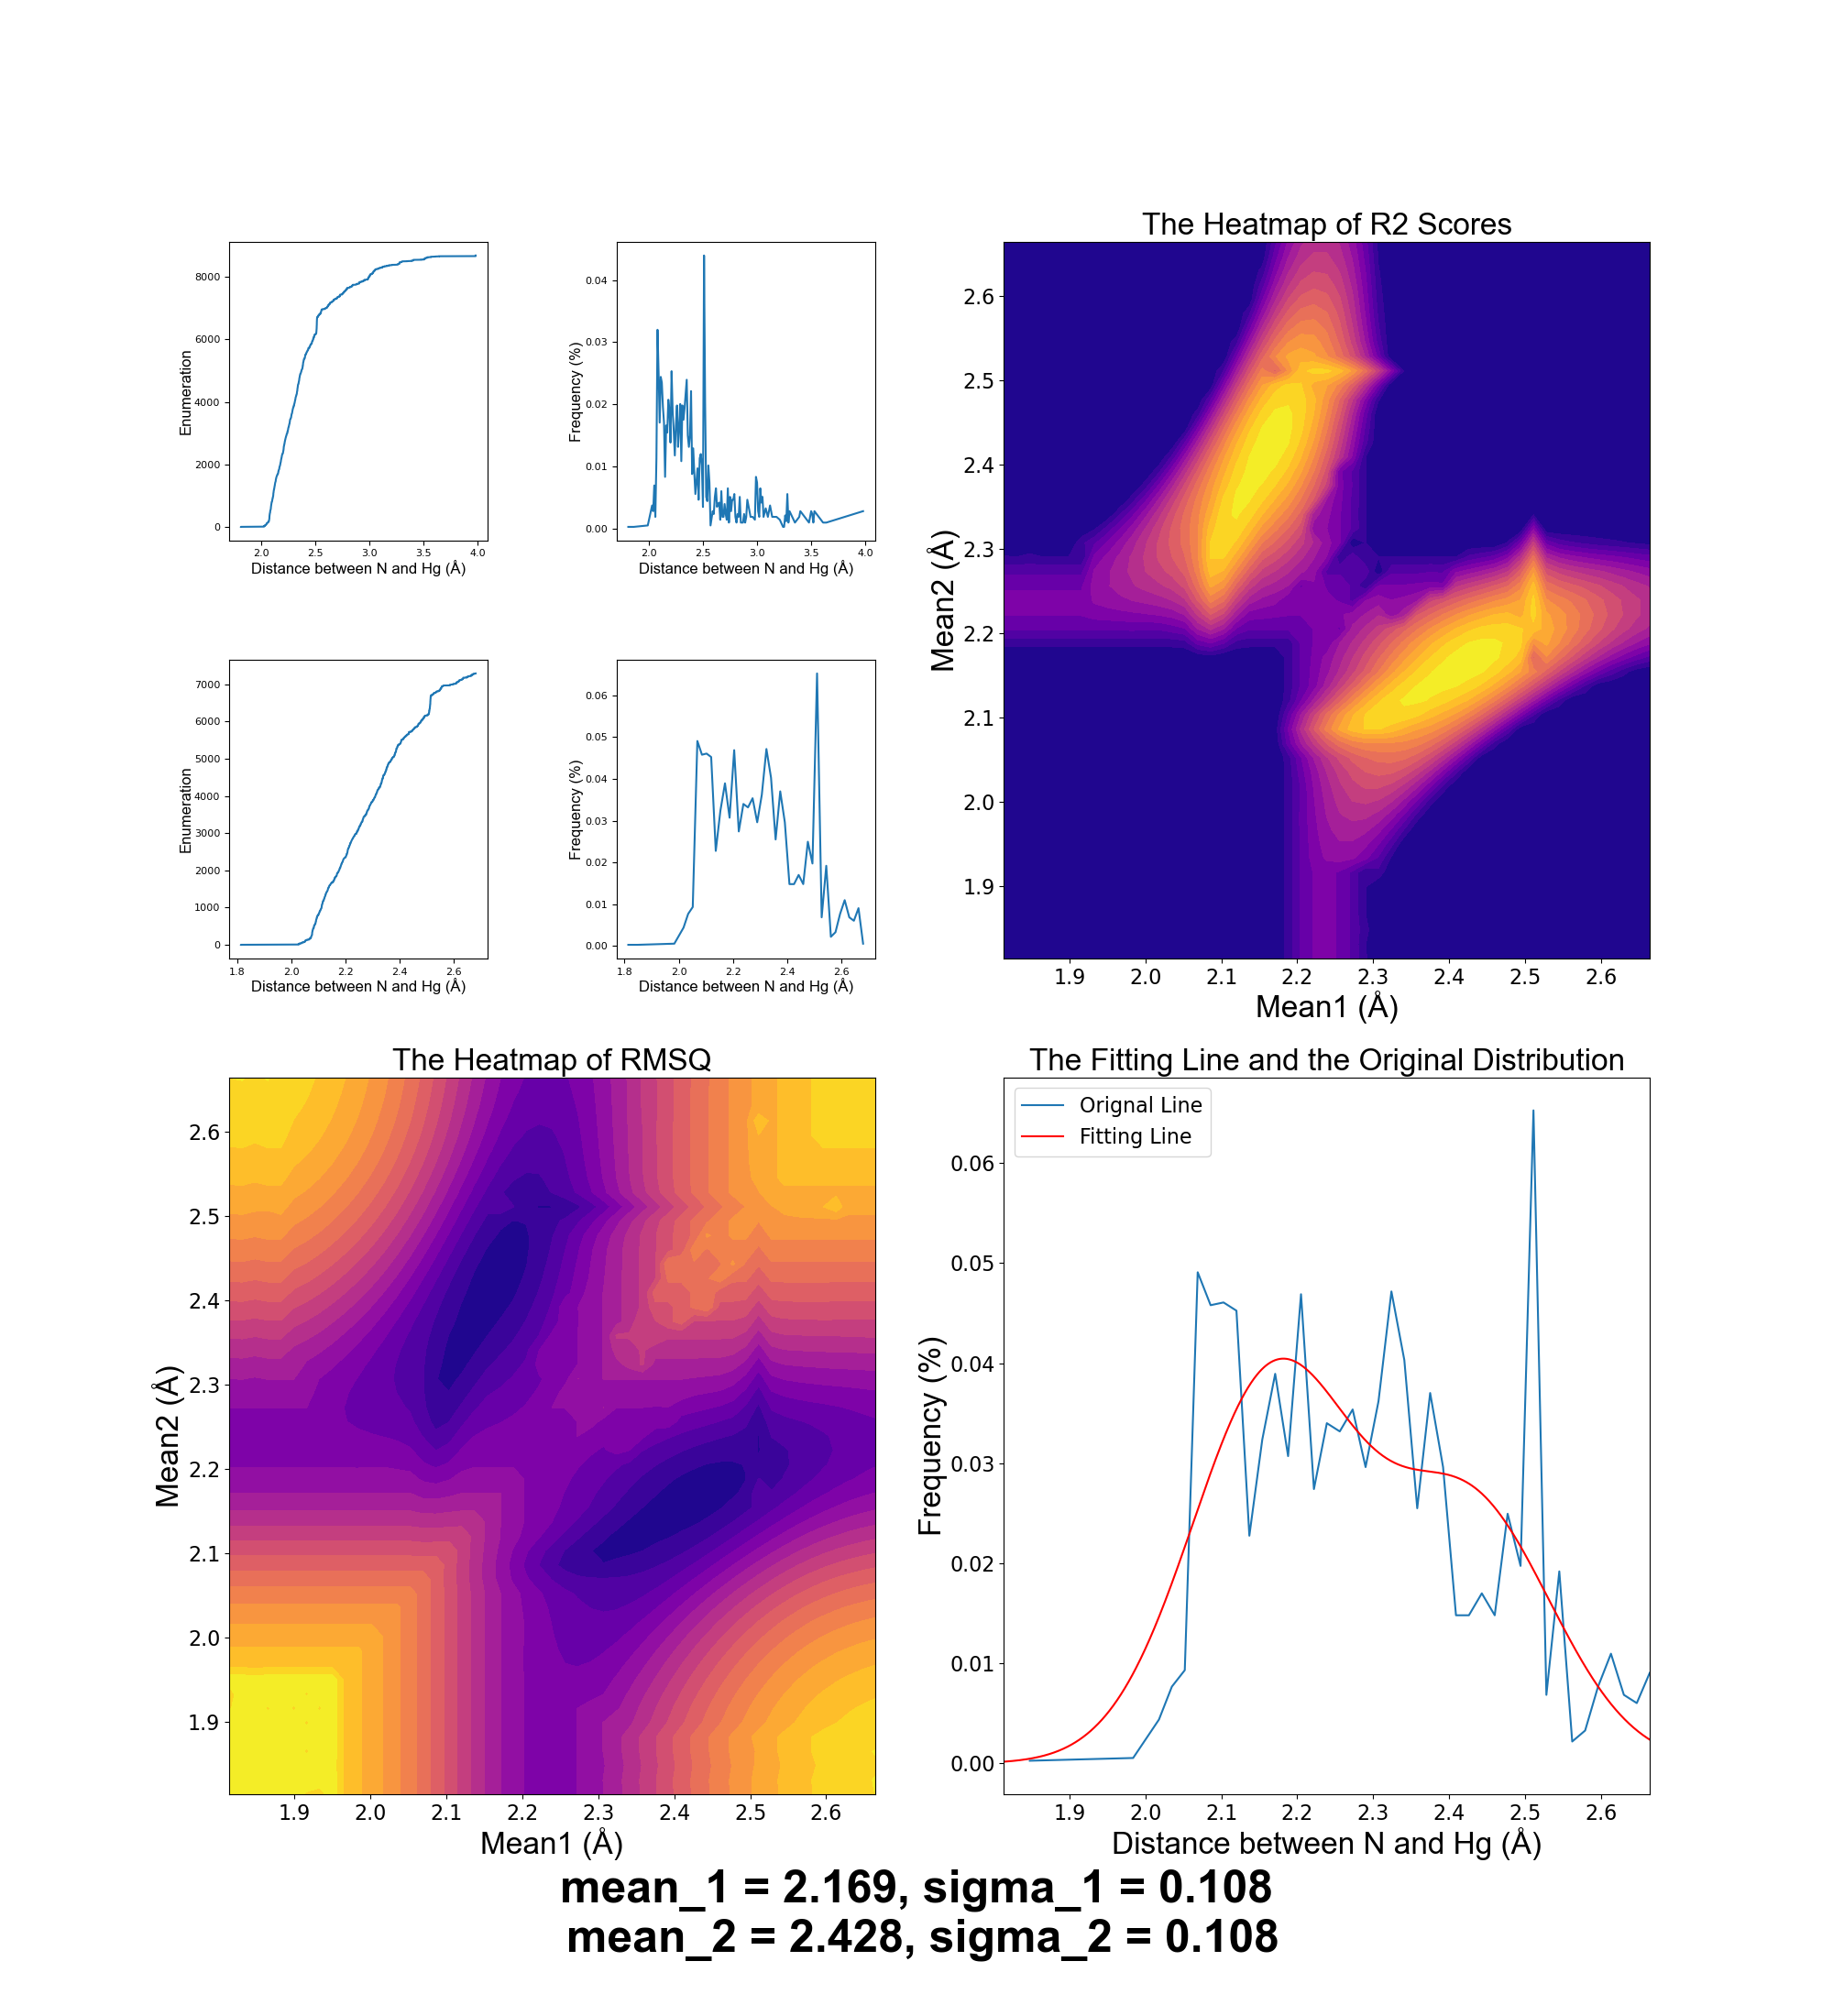 8000
6000
4000
2000
0
2.0 2.5 3.0 3.5 4.0
Enumeration
Distance between N and Hg (Å)
0.04
0.03
0.02
0.01
0.00
2.0 2.5 3.0 3.5 4.0
Frequency (%)
Distance between N and Hg (Å)
7000
6000
5000
4000
3000
2000
1000
0
1.8 2.0 2.2 2.4 2.6
Enumeration
Distance between N and Hg (Å)
0.06
0.05
0.04
0.03
0.02
0.01
0.00
1.8 2.0 2.2 2.4 2.6
Frequency (%)
Distance between N and Hg (Å)
The Heatmap of R2 Scores
2.6
2.5
2.4
2.3
2.2
2.1
2.0
1.9
1.9 2.0 2.1 2.2 2.3 2.4 2.5 2.6
Mean2 (Å)
Mean1 (Å)
The Heatmap of RMSQ
2.6
2.5
2.4
2.3
2.2
2.1
2.0
1.9
1.9 2.0 2.1 2.2 2.3 2.4 2.5 2.6
Mean2 (Å)
Mean1 (Å)
The Fitting Line and the Original Distribution
Orignal Line
Fitting Line
0.06
0.05
0.04
0.03
0.02
0.01
0.00
1.9 2.0 2.1 2.2 2.3 2.4 2.5 2.6
Frequency (%)
Distance between N and Hg (Å)
mean_1 = 2.169, sigma_1 = 0.108
mean_2 = 2.428, sigma_2 = 0.108